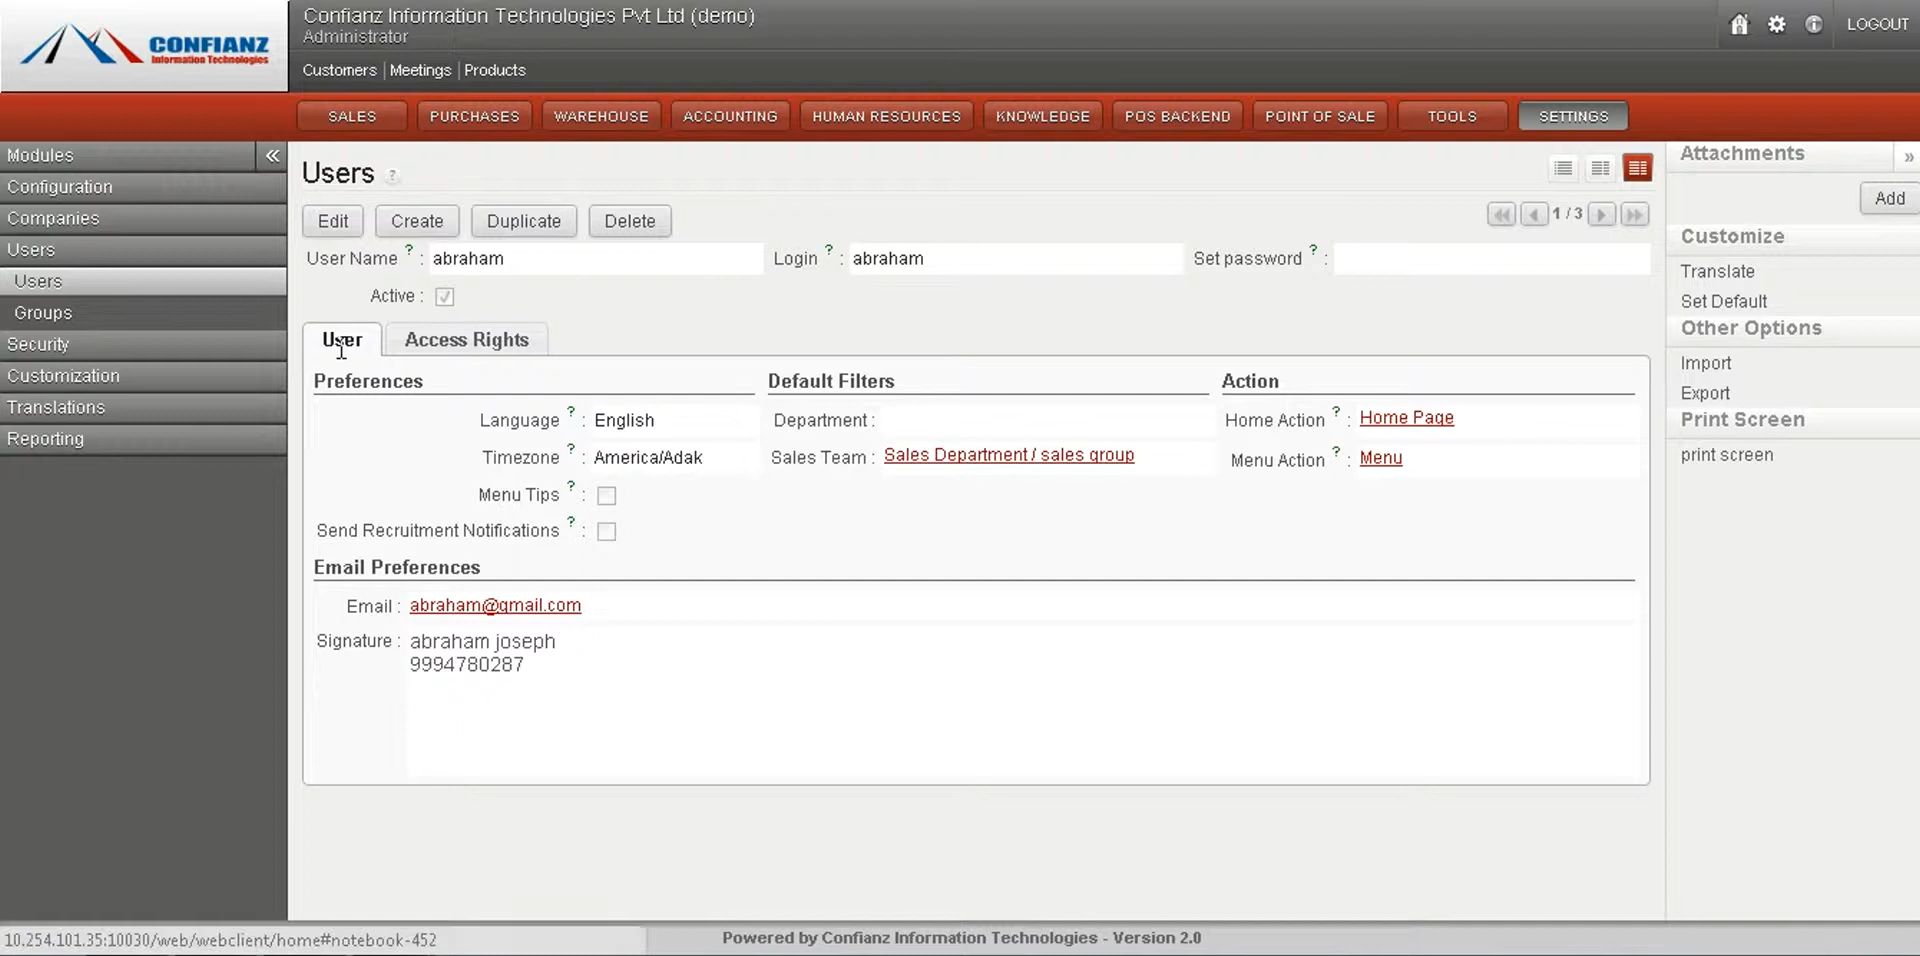 CONFIANZ
Information Technologies
Confianz Information Technologies Pvt Ltd (demo)
Administrator
Customers | Meetings | Products
LOGOUT
SALES PURCHASES WAREHOUSE ACCOUNTING HUMAN RESOURCES KNOWLEDGE POS BACKEND POINT OF SALE TOOLS SETTINGS
Modules «
Configuration
Companies
Users
Users
Groups
Security
Customization
Translations
Reporting
Users ?
Edit Create Duplicate Delete
1 / 3
User Name ? : abraham Login ? : abraham Set password ? :
Active :
User Access Rights
Preferences Default Filters Action
Language ? : English Department : Home Action ? : Home Page
Timezone ? : America/Adak Sales Team : Sales Department / sales group Menu Action ? : Menu
Menu Tips ? :
Send Recruitment Notifications ? :
Email Preferences
Email : abraham@gmail.com
Signature : abraham joseph
9994780287
Attachments »
Add
Customize
Translate
Set Default
Other Options
Import
Export
Print Screen
print screen
10.254.101.35:10030/web/webclient/home#notebook-452
Powered by Confianz Information Technologies - Version 2.0